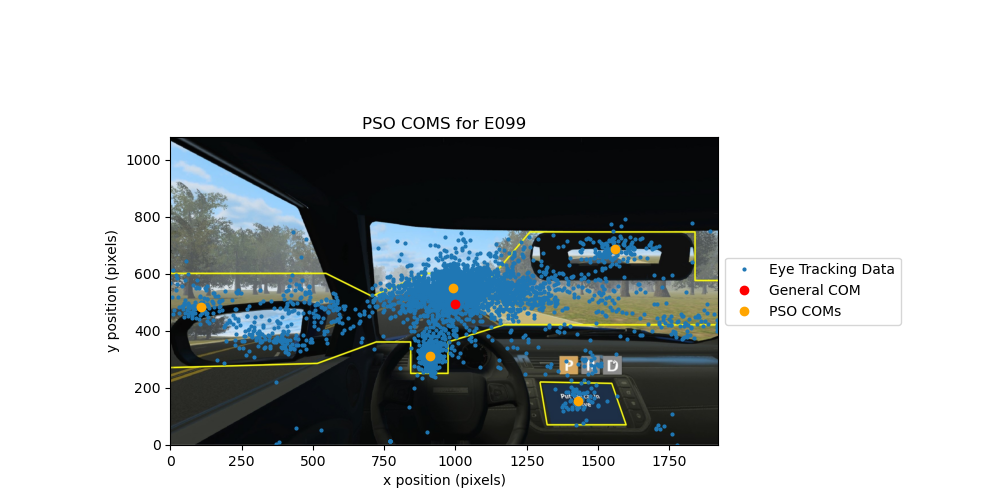 PSO COMS for E099
y position (pixels)
1000
800
600
400
200
0
P
D
0
250
500
750
1000
1250
1500
1750
x position (pixels)
Eye Tracking Data
General COM
PSO COMs